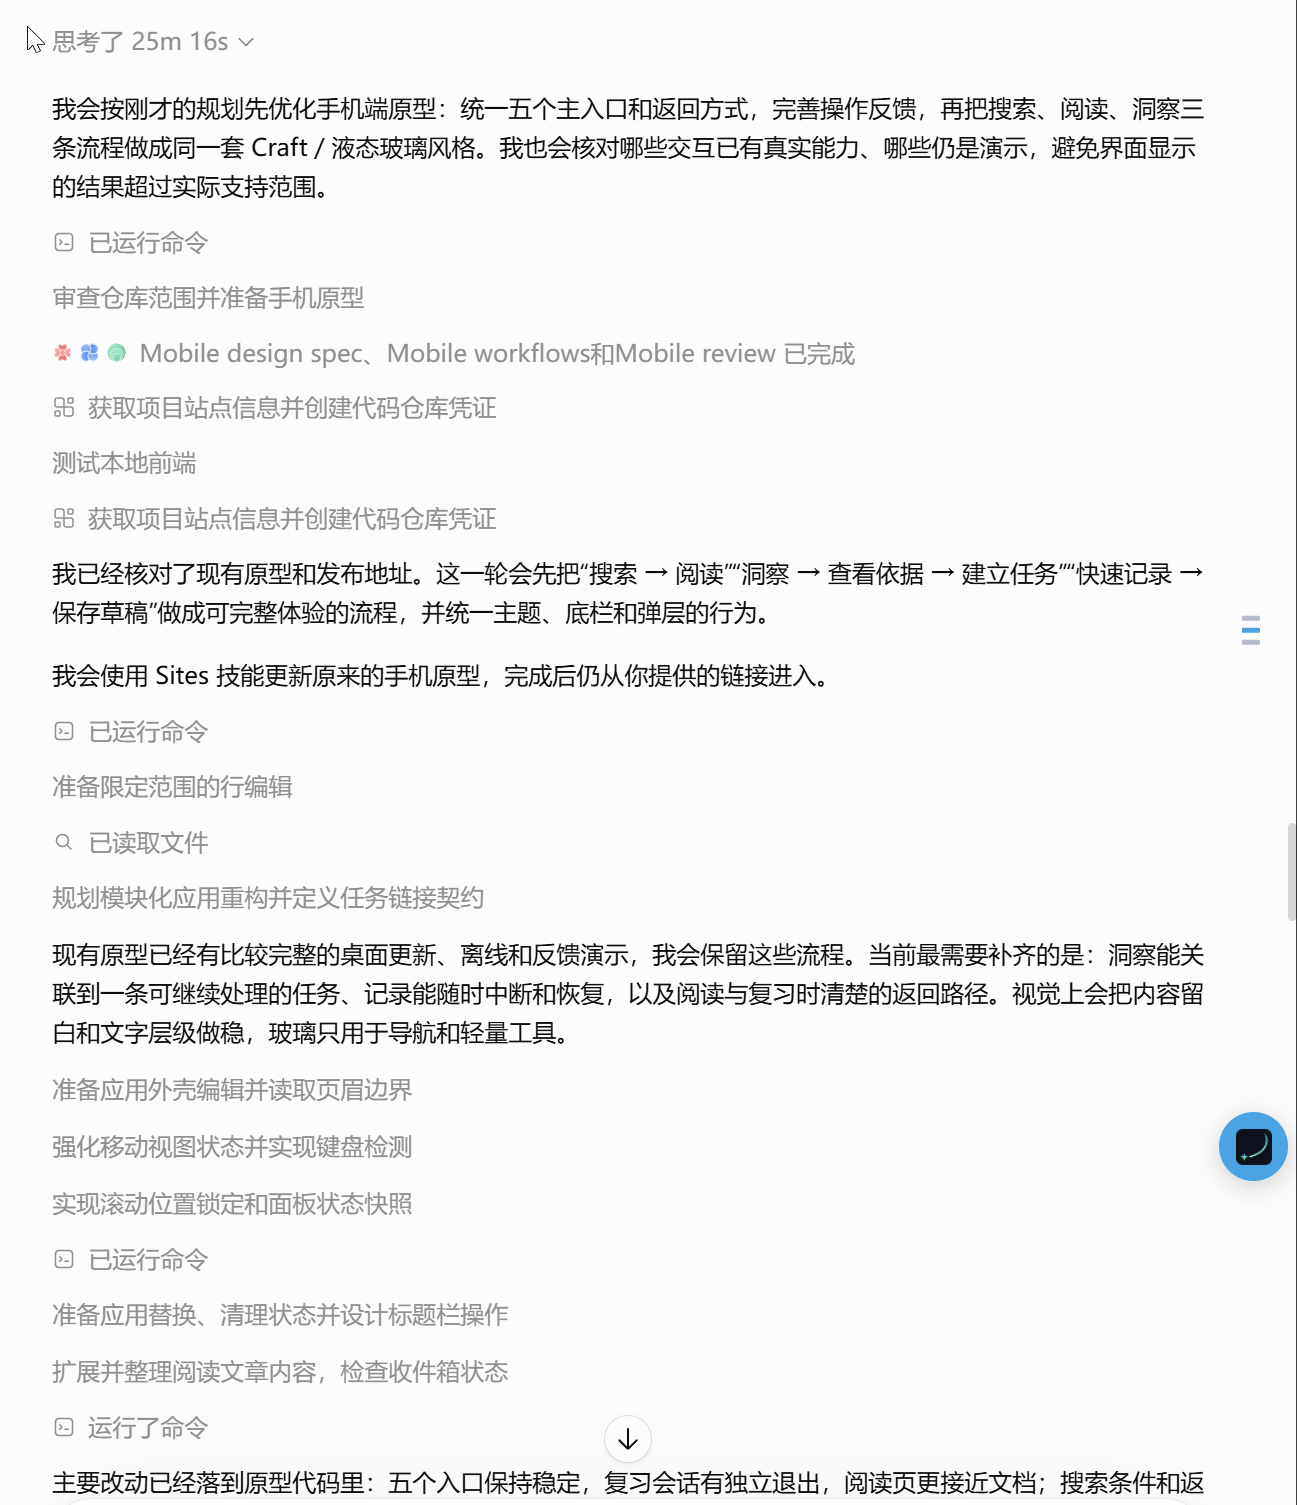 思考了 25m 16s
我会按刚才的规划先优化手机端原型：统一五个主入口和返回方式，完善操作反馈，再把搜索、阅读、洞察三
条流程做成同一套 Craft / 液态玻璃风格。我也会核对哪些交互已有真实能力、哪些仍是演示，避免界面显示
的结果超过实际支持范围。
已运行命令
审查仓库范围并准备手机原型
Mobile design spec、Mobile workflows和Mobile review 已完成
获取项目站点信息并创建代码仓库凭证
测试本地前端
获取项目站点信息并创建代码仓库凭证
我已经核对了现有原型和发布地址。这一轮会先把“搜索 → 阅读”“洞察 → 查看依据 → 建立任务”“快速记录 →
保存草稿”做成可完整体验的流程，并统一主题、底栏和弹层的行为。
我会使用 Sites 技能更新原来的手机原型，完成后仍从你提供的链接进入。
已运行命令
准备限定范围的行编辑
已读取文件
规划模块化应用重构并定义任务链接契约
现有原型已经有比较完整的桌面更新、离线和反馈演示，我会保留这些流程。当前最需要补齐的是：洞察能关
联到一条可继续处理的任务、记录能随时中断和恢复，以及阅读与复习时清楚的返回路径。视觉上会把内容留
白和文字层级做稳，玻璃只用于导航和轻量工具。
准备应用外壳编辑并读取页眉边界
强化移动视图状态并实现键盘检测
实现滚动位置锁定和面板状态快照
已运行命令
准备应用替换、清理状态并设计标题栏操作
扩展并整理阅读文章内容，检查收件箱状态
运行了命令
主要改动已经落到原型代码里：五个入口保持稳定，复习会话有独立退出，阅读页更接近文档；搜索条件和返